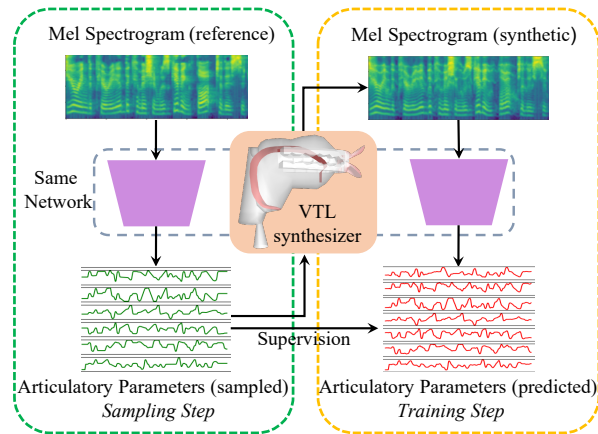 Mel Spectrogram (reference)
Mel Spectrogram (synthetic)
Same
Network
VTL
synthesizer
Supervision
Articulatory Parameters (sampled)
Sampling Step
Articulatory Parameters (predicted)
Training Step